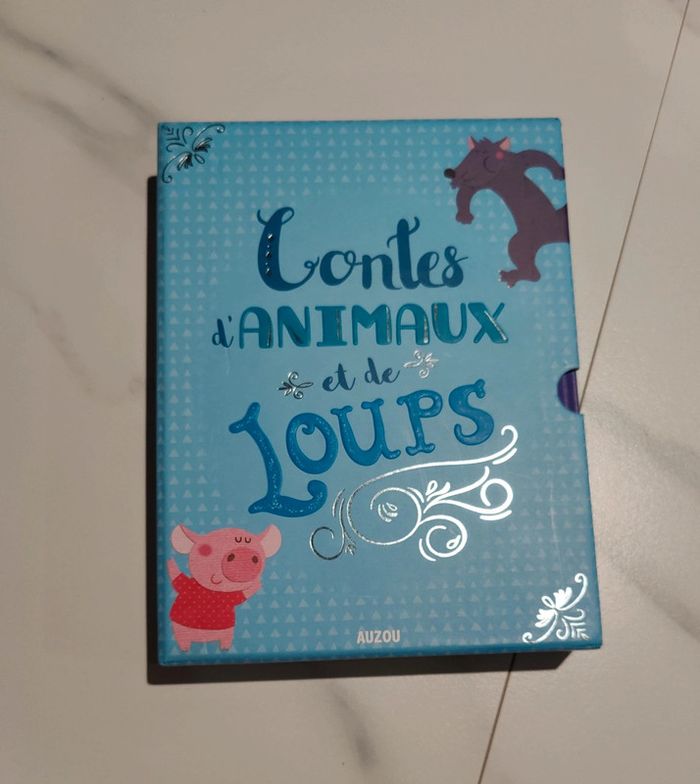 Contes
d'ANIMAUX
et de
LOUPS
AUZOU